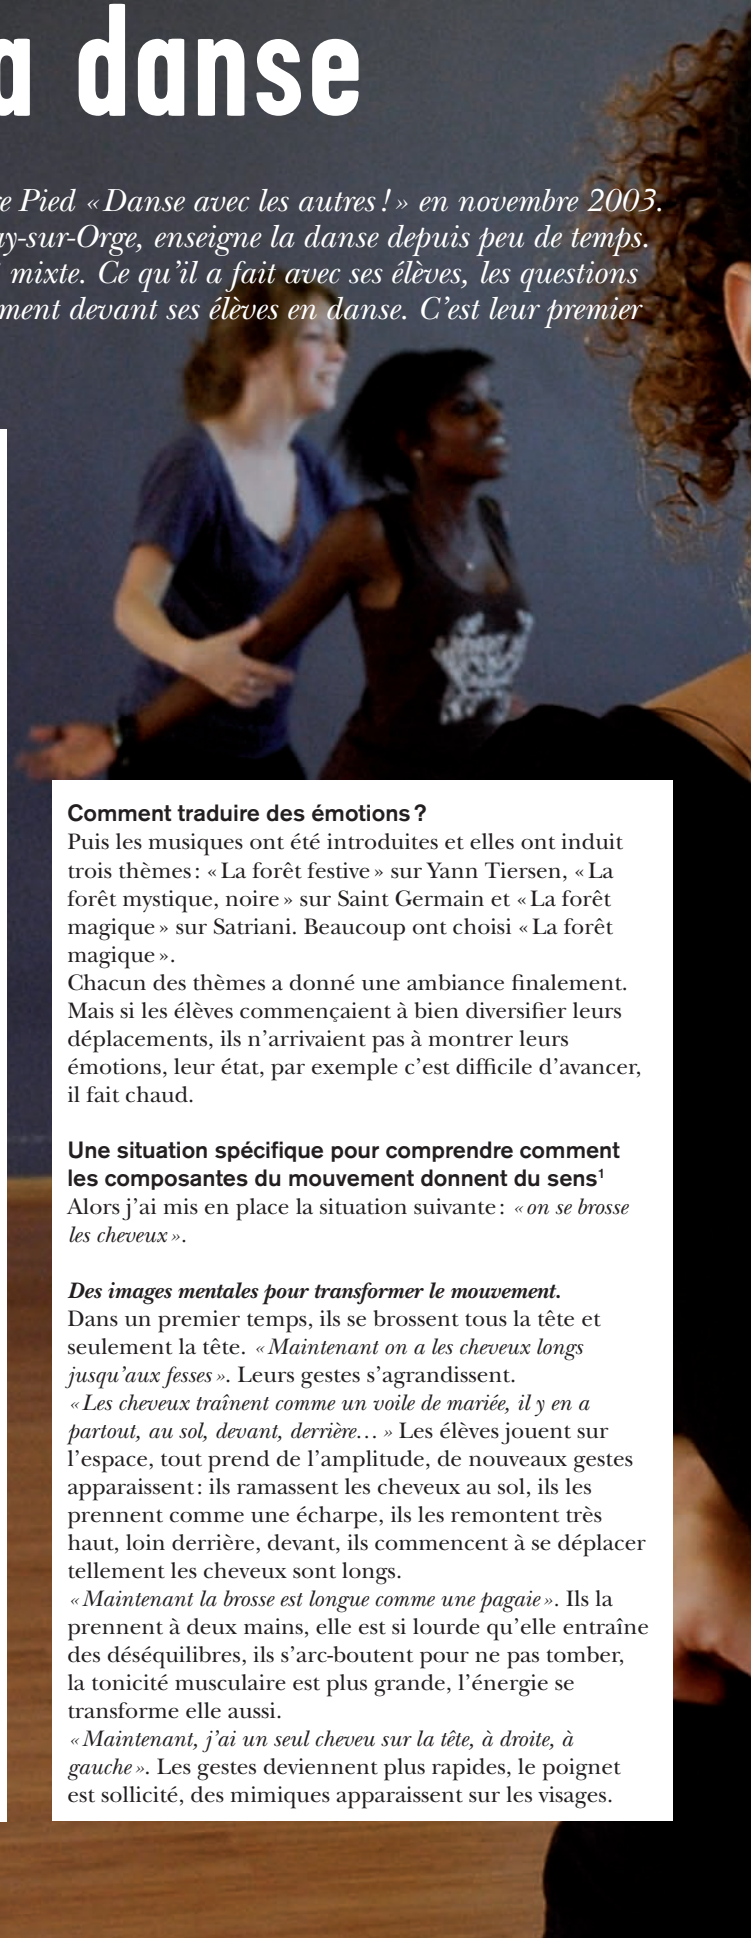 a danse
re Pied « Danse avec les autres ! » en novembre 2003.
ay-sur-Orge, enseigne la danse depuis peu de temps.
mixte. Ce qu’il a fait avec ses élèves, les questions
ment devant ses élèves en danse. C’est leur premier
Comment traduire des émotions ?
Puis les musiques ont été introduites et elles ont induit
trois thèmes : « La forêt festive » sur Yann Tiersen, « La
forêt mystique, noire » sur Saint Germain et « La forêt
magique » sur Satriani. Beaucoup ont choisi « La forêt
magique ».
Chacun des thèmes a donné une ambiance finalement.
Mais si les élèves commençaient à bien diversifier leurs
déplacements, ils n’arrivaient pas à montrer leurs
émotions, leur état, par exemple c’est difficile d’avancer,
il fait chaud.
Une situation spécifique pour comprendre comment
les composantes du mouvement donnent du sens¹
Alors j’ai mis en place la situation suivante : « on se brosse
les cheveux ».
Des images mentales pour transformer le mouvement.
Dans un premier temps, ils se brossent tous la tête et
seulement la tête. « Maintenant on a les cheveux longs
jusqu’aux fesses ». Leurs gestes s’agrandissent.
« Les cheveux traînent comme un voile de mariée, il y en a
partout, au sol, devant, derrière… » Les élèves jouent sur
l’espace, tout prend de l’amplitude, de nouveaux gestes
apparaissent : ils ramassent les cheveux au sol, ils les
prennent comme une écharpe, ils les remontent très
haut, loin derrière, devant, ils commencent à se déplacer
tellement les cheveux sont longs.
« Maintenant la brosse est longue comme une pagaie ». Ils la
prennent à deux mains, elle est si lourde qu’elle entraîne
des déséquilibres, ils s’arc-boutent pour ne pas tomber,
la tonicité musculaire est plus grande, l’énergie se
transforme elle aussi.
« Maintenant, j’ai un seul cheveu sur la tête, à droite, à
gauche ». Les gestes deviennent plus rapides, le poignet
est sollicité, des mimiques apparaissent sur les visages.